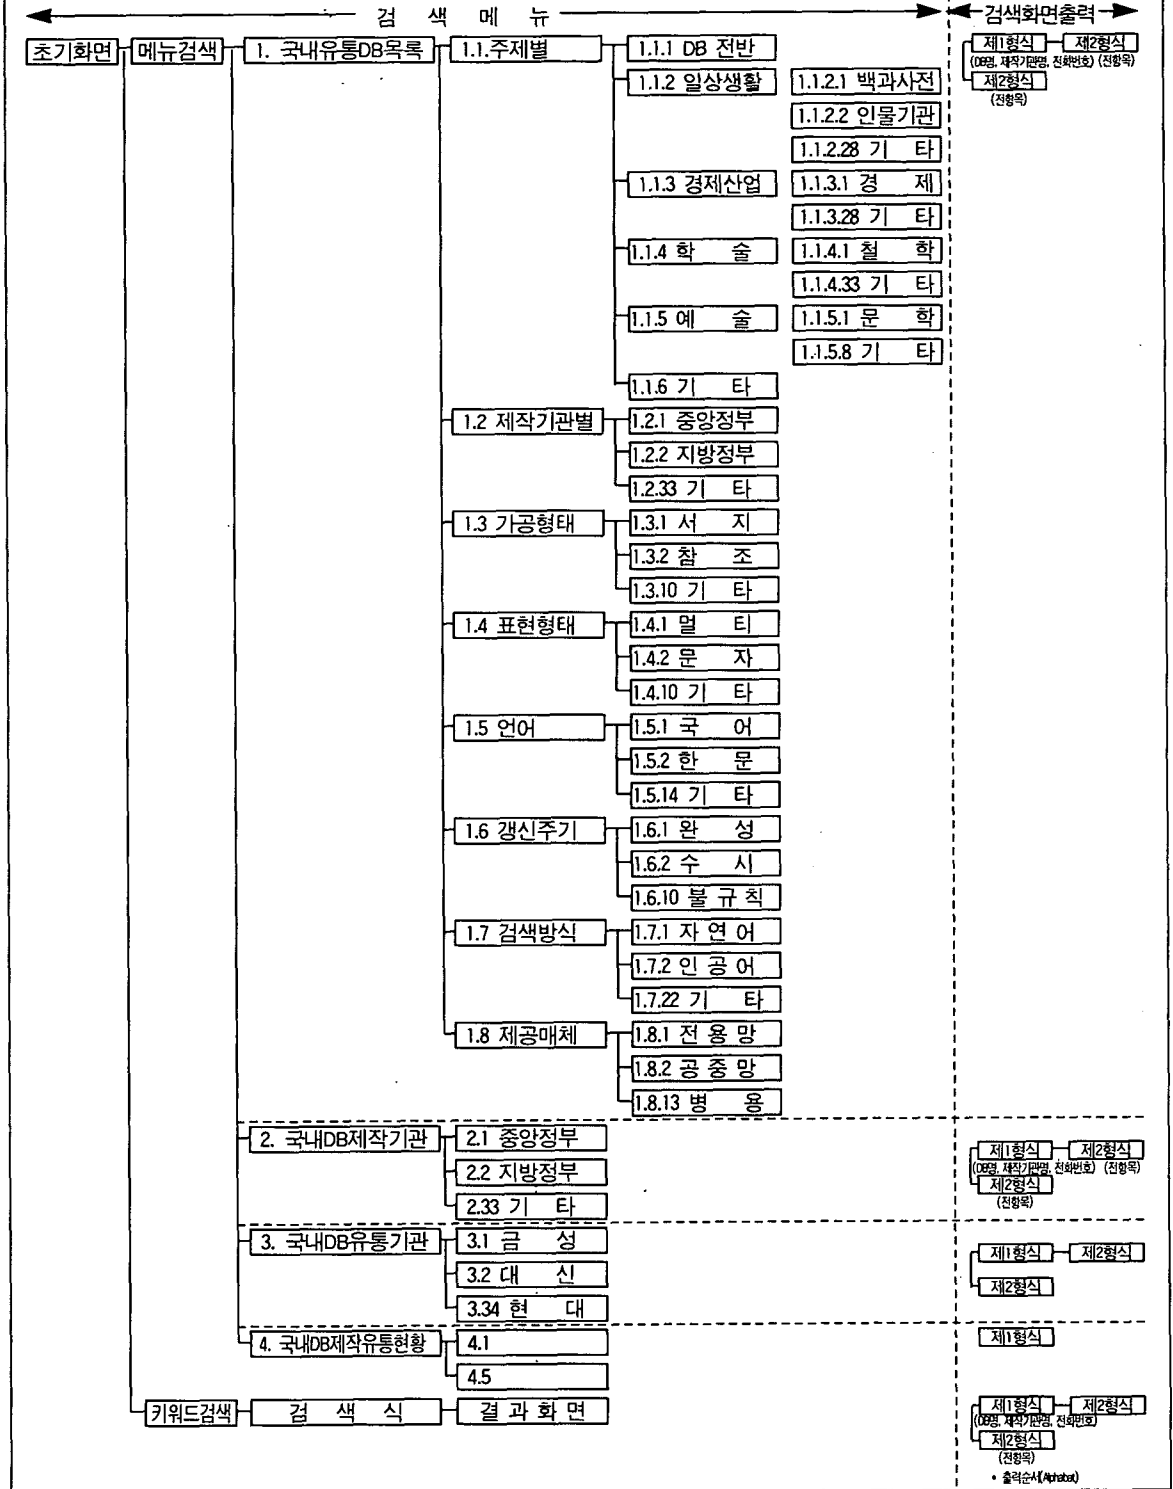 검 색 메 뉴 검색화면출력
초기화면 메뉴검색 1. 국내유통DB목록 1.1.주제별 1.1.1 DB 전반 제1형식 제2형식
(DB명, 제작기관명, 전화번호) (전항목)
1.1.2 일상생활 1.1.2.1 백과사전 제2형식
(전항목)
1.1.2.2 인물기관
1.1.2.28 기 타
1.1.3 경제산업 1.1.3.1 경 제
1.1.3.28 기 타
1.1.4 학 술 1.1.4.1 철 학
1.1.4.33 기 타
1.1.5 예 술 1.1.5.1 문 학
1.1.5.8 기 타
1.1.6 기 타
1.2 제작기관별 1.2.1 중앙정부
1.2.2 지방정부
1.2.33 기 타
1.3 가공형태 1.3.1 서 지
1.3.2 참 조
1.3.10 기 타
1.4 표현형태 1.4.1 멀 티
1.4.2 문 자
1.4.10 기 타
1.5 언어 1.5.1 국 어
1.5.2 한 문
1.5.14 기 타
1.6 갱신주기 1.6.1 완 성
1.6.2 수 시
1.6.10 불 규 칙
1.7 검색방식 1.7.1 자 연 어
1.7.2 인 공 어
1.7.22 기 타
1.8 제공매체 1.8.1 전 용 망
1.8.2 공 중 망
1.8.13 병 용
2. 국내DB제작기관 2.1 중앙정부 제1형식 제2형식
(DB명, 제작기관명, 전화번호) (전항목)
2.2 지방정부 제2형식
(전항목)
2.33 기 타
3. 국내DB유통기관 3.1 금 성 제1형식 제2형식
3.2 대 신 제2형식
3.34 현 대
4. 국내DB제작유통현황 4.1 제1형식
4.5
키워드검색 검 색 식 결 과 화 면 제1형식 제2형식
(DB명, 제작기관명, 전화번호)
제2형식
(전항목)
• 출력순서(Alphabat)